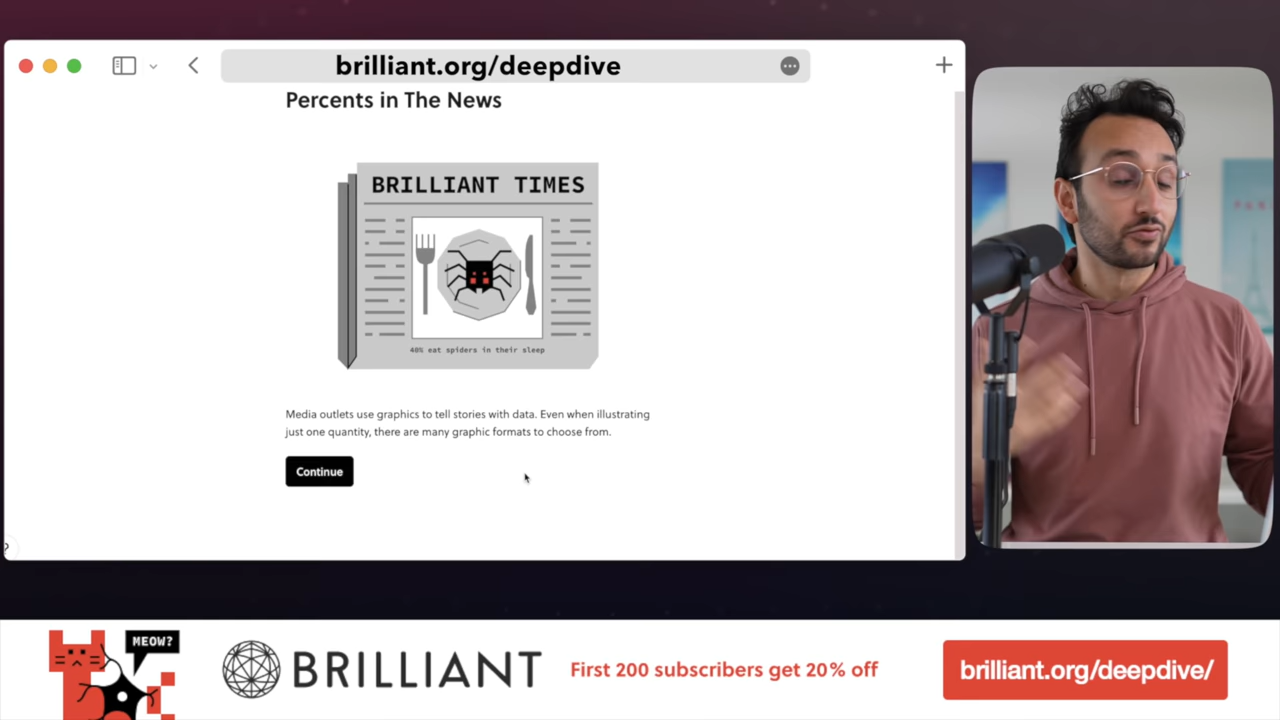 brilliant.org/deepdive
Percents in The News
BRILLIANT TIMES
40% eat spiders in their sleep
Media outlets use graphics to tell stories with data. Even when illustrating
just one quantity, there are many graphic formats to choose from.
Continue
?
MEOW?
BRILLIANT
First 200 subscribers get 20% off
brilliant.org/deepdive/